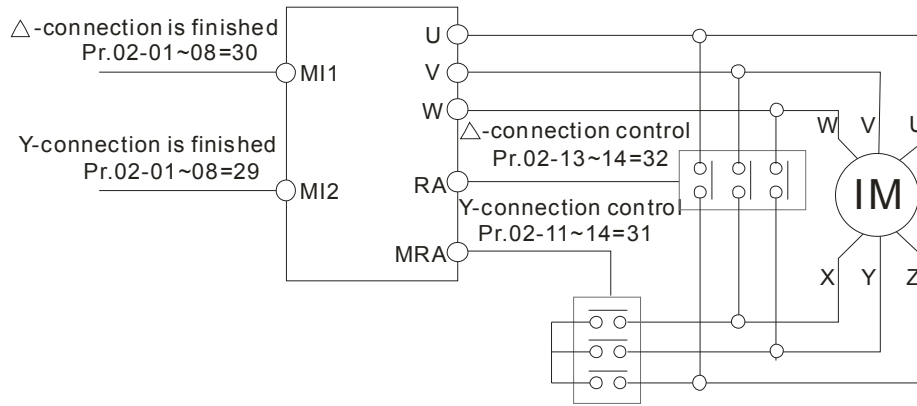 △-connection is finished
Pr.02-01~08=30
MI1
Y-connection is finished
Pr.02-01~08=29
MI2
U
V
W
△-connection control
Pr.02-13~14=32
RA
Y-connection control
Pr.02-11~14=31
MRA
W V U
IM
X Y Z